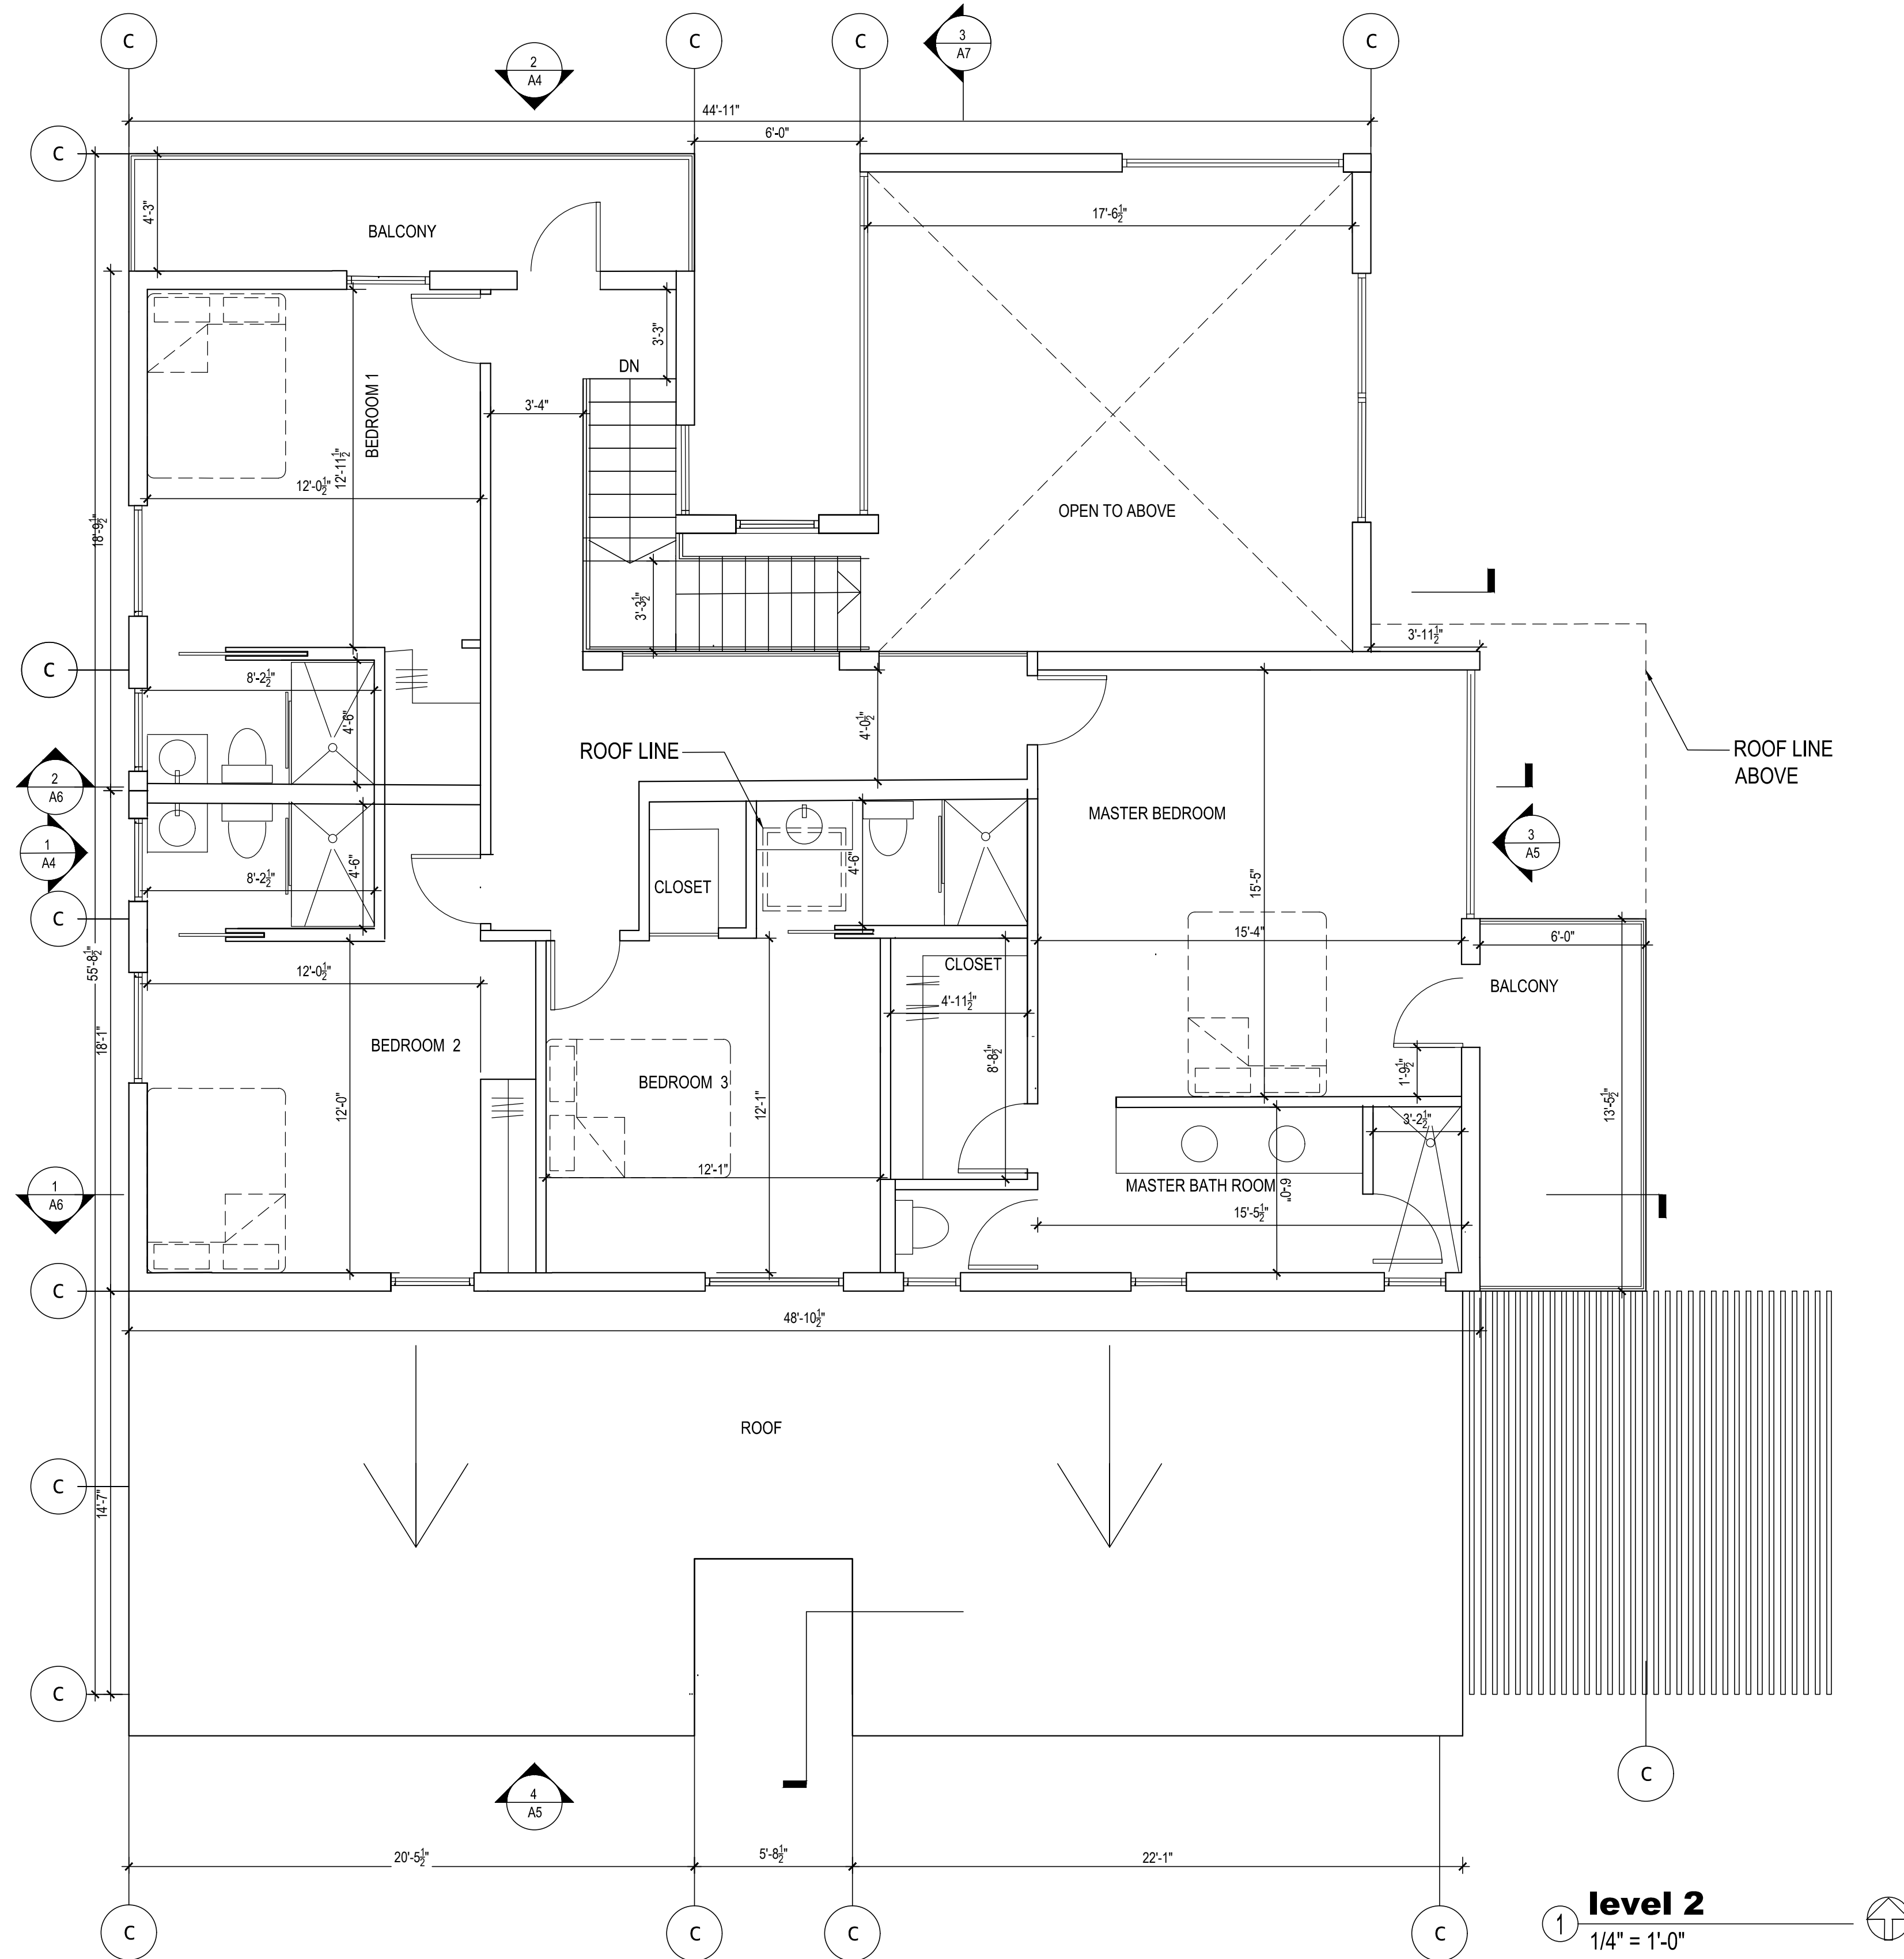 C
C
C
C
2
A4
3
A7
44'-11"
6'-0"
C
4'-3"
BALCONY
17'-6½"
3'-3"
DN
BEDROOM 1
3'-4"
12'-11½"
12'-0½"
18'-9½"
OPEN TO ABOVE
3'-3½"
3'-11½"
C
8'-2½"
4'-6"
4'-0½"
ROOF LINE
ROOF LINE
ABOVE
2
A6
MASTER BEDROOM
1
A4
3
A5
8'-2½"
4'-6"
CLOSET
4'-6"
15'-5"
C
15'-4"
6'-0"
55'-8½"
12'-0½"
CLOSET
4'-11½"
BALCONY
18'-1"
BEDROOM 2
BEDROOM 3
8'-8½"
1'-9½"
12'-0"
12'-1"
13'-5½"
3'-2½"
12'-1"
1
A6
MASTER BATH ROOM
6'-0"
15'-5½"
C
48'-10½"
ROOF
C
14'-7"
C
C
4
A5
20'-5½"
5'-8½"
22'-1"
C
C
C
C
1
level 2
1/4" = 1'-0"